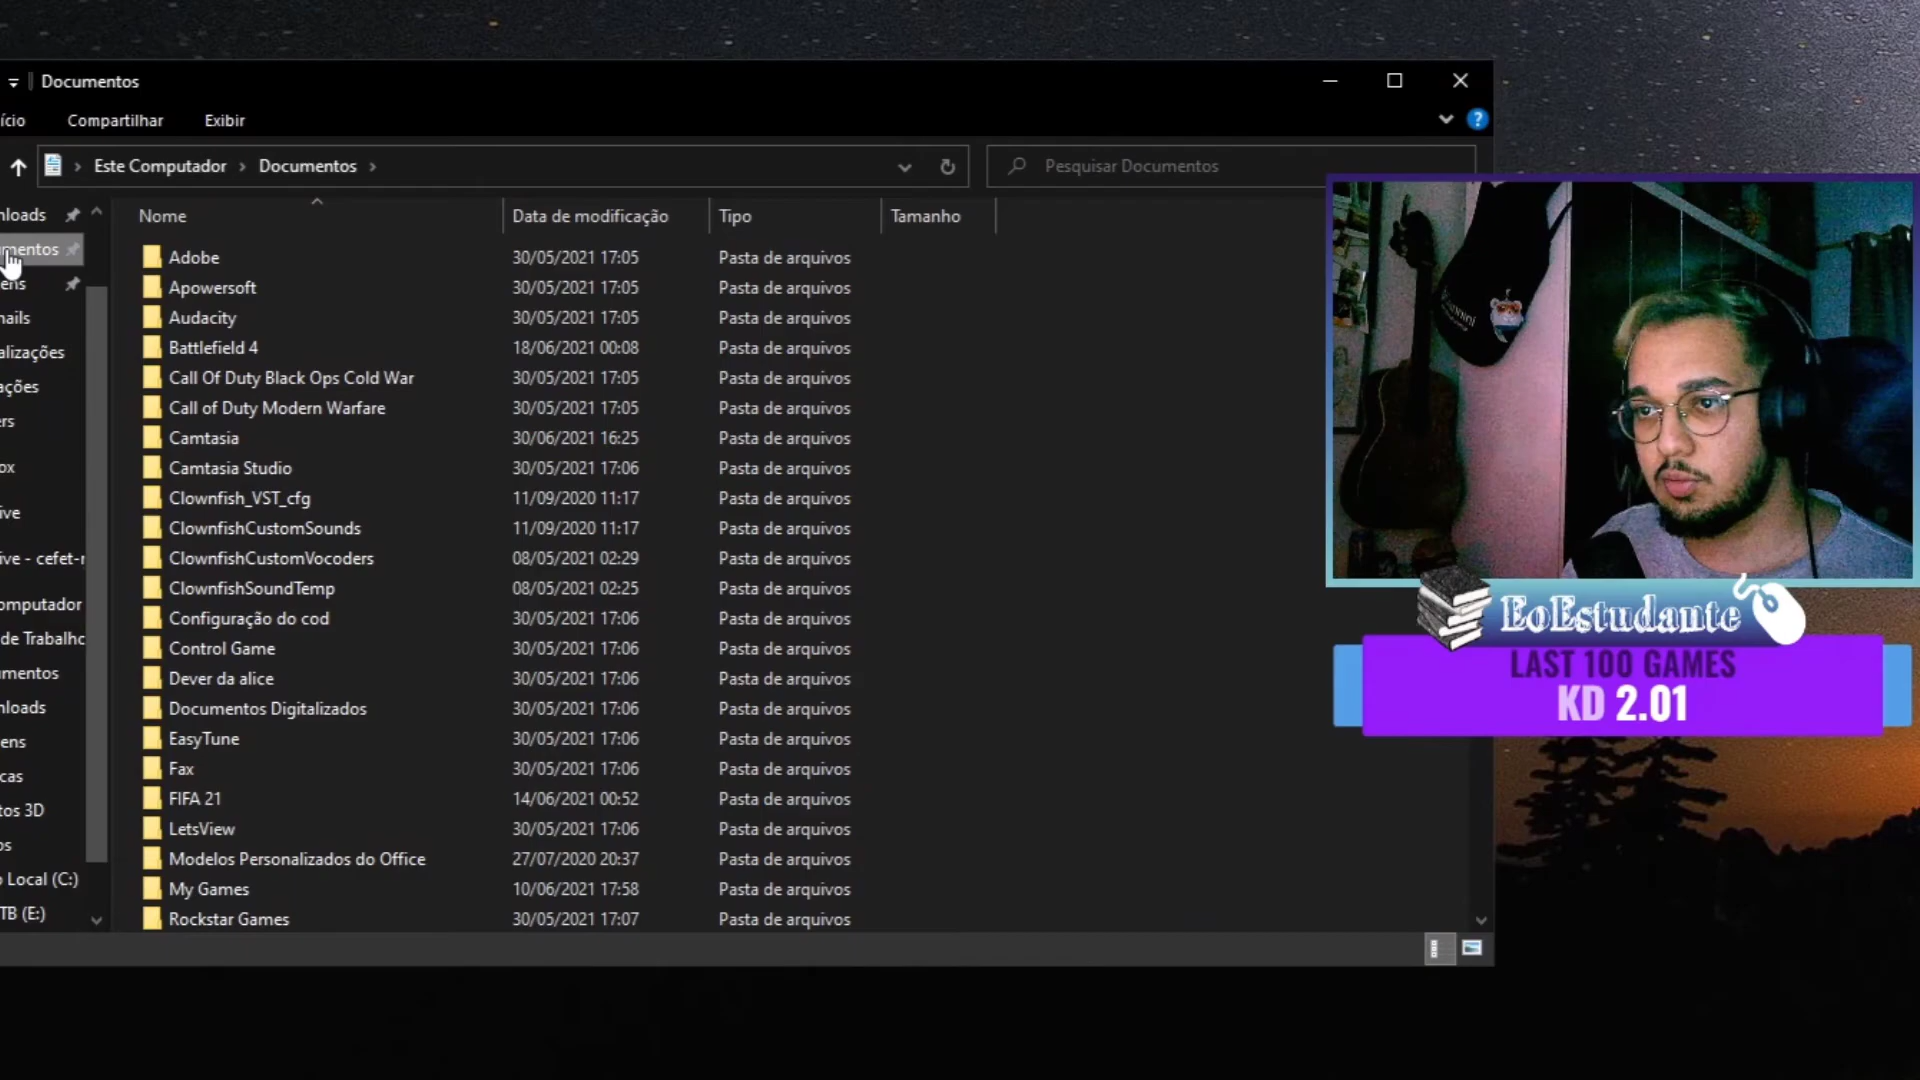 Documentos
ício Compartilhar Exibir
Este Computador Documentos Pesquisar Documentos
nloads
umentos
ens
nails
alizações
ações
ers
ox
ive
ive - cefet-r
omputador
de Trabalho
umentos
nloads
ens
cas
tos 3D
os
o Local (C:)
TB (E:)
Nome Data de modificação Tipo Tamanho
Adobe 30/05/2021 17:05 Pasta de arquivos
Apowersoft 30/05/2021 17:05 Pasta de arquivos
Audacity 30/05/2021 17:05 Pasta de arquivos
Battlefield 4 18/06/2021 00:08 Pasta de arquivos
Call Of Duty Black Ops Cold War 30/05/2021 17:05 Pasta de arquivos
Call of Duty Modern Warfare 30/05/2021 17:05 Pasta de arquivos
Camtasia 30/06/2021 16:25 Pasta de arquivos
Camtasia Studio 30/05/2021 17:06 Pasta de arquivos
Clownfish_VST_cfg 11/09/2020 11:17 Pasta de arquivos
ClownfishCustomSounds 11/09/2020 11:17 Pasta de arquivos
ClownfishCustomVocoders 08/05/2021 02:29 Pasta de arquivos
ClownfishSoundTemp 08/05/2021 02:25 Pasta de arquivos
Configuração do cod 30/05/2021 17:06 Pasta de arquivos
Control Game 30/05/2021 17:06 Pasta de arquivos
Dever da alice 30/05/2021 17:06 Pasta de arquivos
Documentos Digitalizados 30/05/2021 17:06 Pasta de arquivos
EasyTune 30/05/2021 17:06 Pasta de arquivos
Fax 30/05/2021 17:06 Pasta de arquivos
FIFA 21 14/06/2021 00:52 Pasta de arquivos
LetsView 30/05/2021 17:06 Pasta de arquivos
Modelos Personalizados do Office 27/07/2020 20:37 Pasta de arquivos
My Games 10/06/2021 17:58 Pasta de arquivos
Rockstar Games 30/05/2021 17:07 Pasta de arquivos
EoEstudante
LAST 100 GAMES
KD 2.01